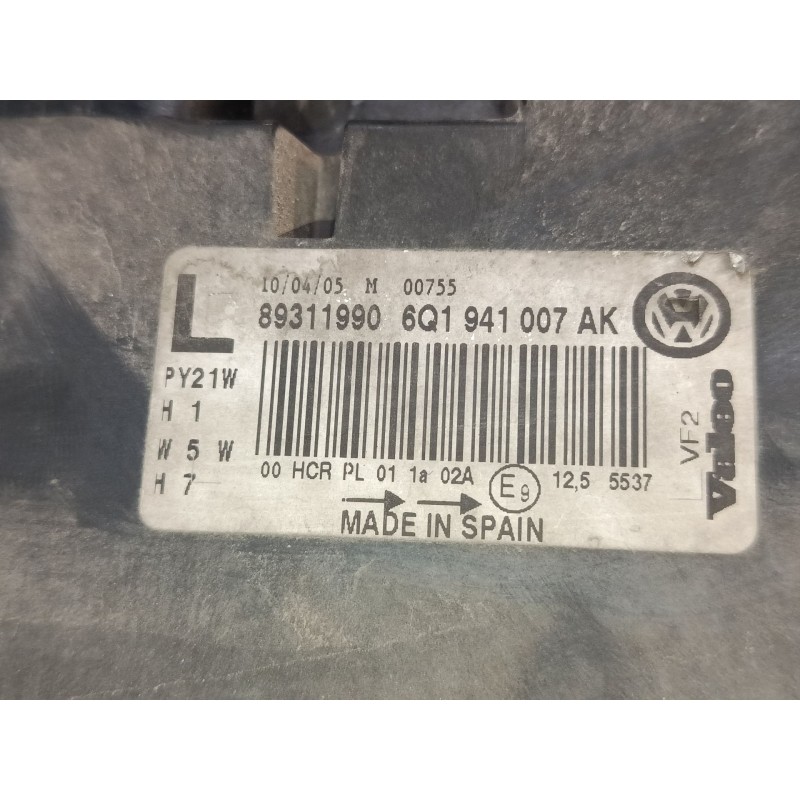 L
10/04/05 M 00755
89311990 6Q1 941 007 AK
PY21W
H 1
W 5 W
H 7
00 HCR PL 01 1a 02A E9 12,5 5537
MADE IN SPAIN
VF2
Valeo